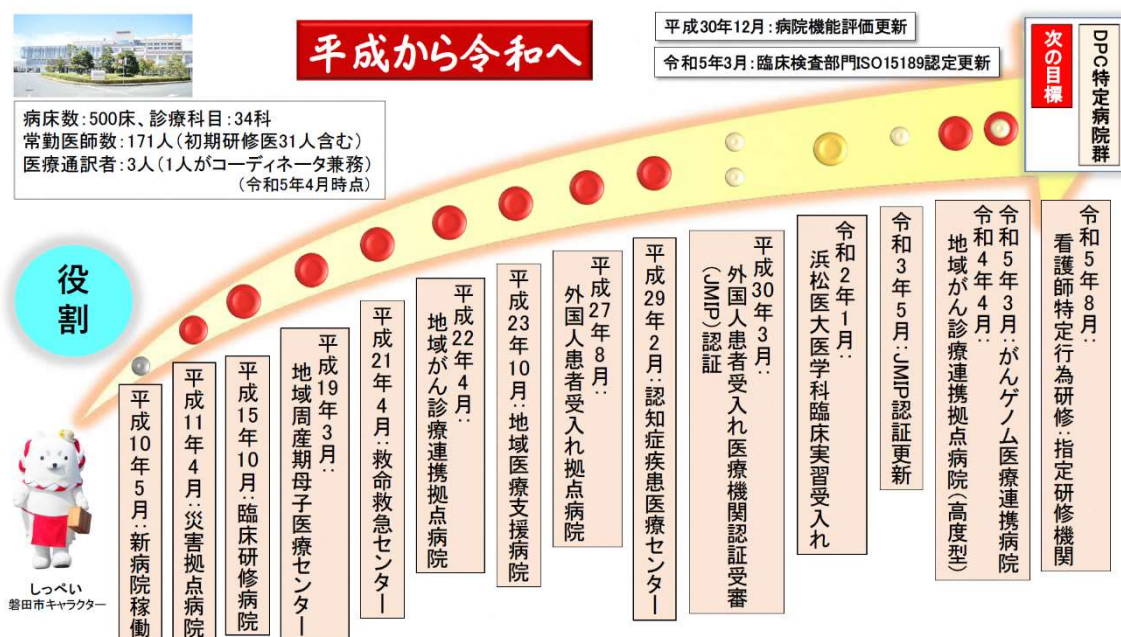 平成から令和へ
平成30年12月:病院機能評価更新
令和5年3月:臨床検査部門ISO15189認定更新
次の目標
DPC特定病院群
病床数:500床、診療科目:34科
常勤医師数:171人(初期研修医31人含む)
医療通訳者:3人(1人がコーディネータ兼務)
(令和5年4月時点)
役割
平成10年5月:新病院稼働
平成11年4月:災害拠点病院
平成15年10月:臨床研修病院
平成19年3月:
地域周産期母子医療センター
平成21年4月:救命救急センター
平成22年4月:
地域がん診療連携拠点病院
平成23年10月:地域医療支援病院
平成27年8月:
外国人患者受入れ拠点病院
平成29年2月:認知症疾患医療センター
平成30年3月:
外国人患者受入れ医療機関認証受審
(JMIP)認証
令和2年1月:
浜松医大医学科臨床実習受入れ
令和3年5月:JMIP認証更新
令和5年3月:がんゲノム医療連携病院
令和4年4月:
地域がん診療連携拠点病院(高度型)
令和5年8月:
看護師特定行為研修:指定研修機関
しっぺい
磐田市キャラクター